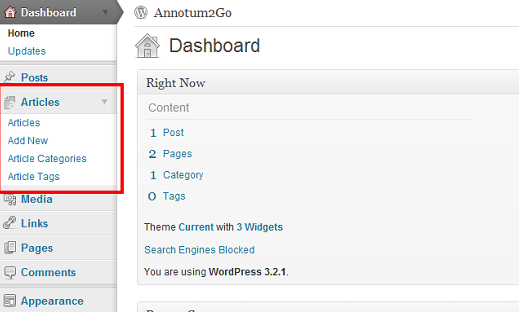 Dashboard
Home
Updates
Posts
Articles
Articles
Add New
Article Categories
Article Tags
Media
Links
Pages
Comments
Appearance
Annotum2Go
Dashboard
Right Now
Content
1 Post
2 Pages
1 Category
0 Tags
Theme Current with 3 Widgets
Search Engines Blocked
You are using WordPress 3.2.1.